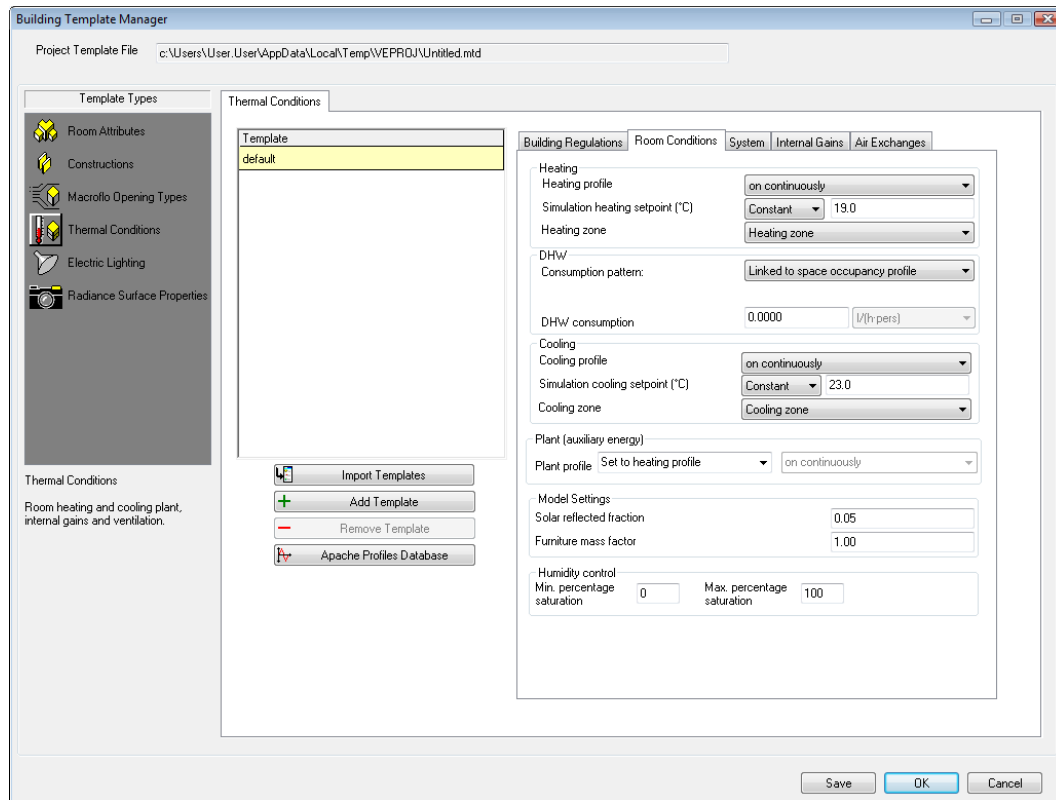 Building Template Manager
Project Template File c:\Users\User.User\AppData\Local\Temp\VEPROJ\Untitled.mtd
Template Types
Room Attributes
Constructions
Macroflo Opening Types
Thermal Conditions
Electric Lighting
Radiance Surface Properties
Thermal Conditions
Room heating and cooling plant,
internal gains and ventilation.
Thermal Conditions
Template
default
Import Templates
Add Template
Remove Template
Apache Profiles Database
Building Regulations Room Conditions System Internal Gains Air Exchanges
Heating
Heating profile on continuously
Simulation heating setpoint (°C) Constant 19.0
Heating zone Heating zone
DHW
Consumption pattern: Linked to space occupancy profile
DHW consumption 0.0000 l/(h·pers)
Cooling
Cooling profile on continuously
Simulation cooling setpoint (°C) Constant 23.0
Cooling zone Cooling zone
Plant (auxiliary energy)
Plant profile Set to heating profile on continuously
Model Settings
Solar reflected fraction 0.05
Furniture mass factor 1.00
Humidity control
Min. percentage
saturation 0
Max. percentage
saturation 100
Save OK Cancel